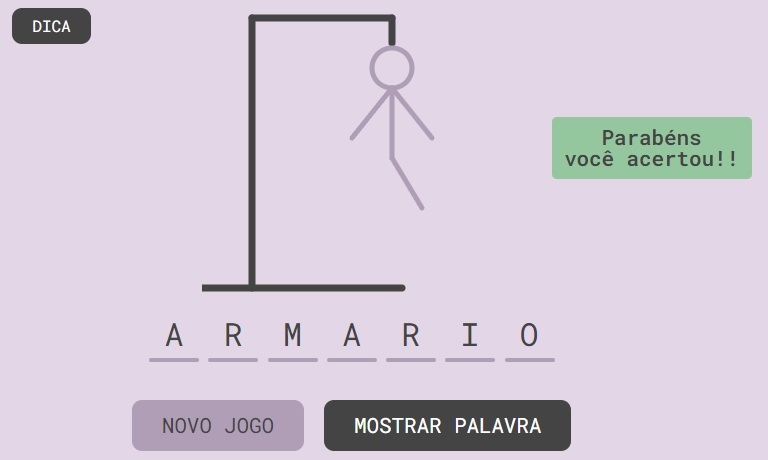 DICA
Parabéns
você acertou!!
A R M A R I O
NOVO JOGO
MOSTRAR PALAVRA